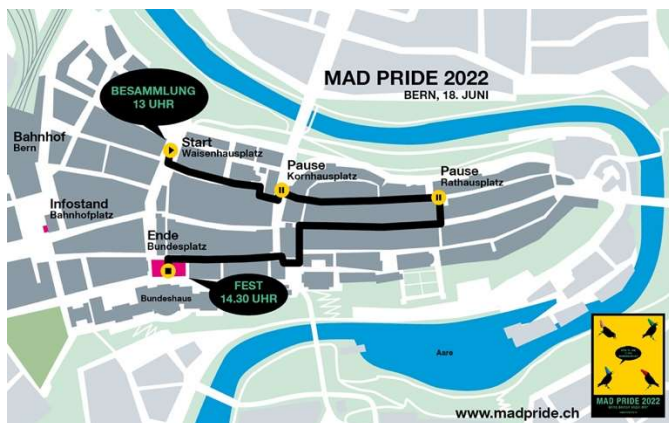 MAD PRIDE 2022
BERN, 18. JUNI
BESAMMLUNG
13 UHR
Bahnhof
Bern
Start
Waisenhausplatz
Pause
Kornhausplatz
Pause
Rathausplatz
Infostand
Bahnhofplatz
Ende
Bundesplatz
FEST
14.30 UHR
Bundeshaus
Aare
MAD PRIDE 2022
www.madpride.ch